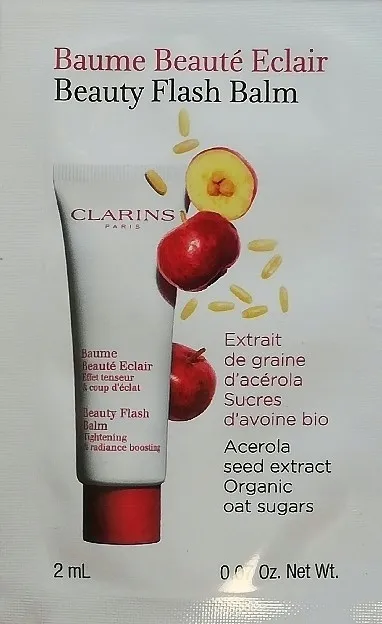 Baume Beauté Eclair
Beauty Flash Balm
CLARINS
PARIS
Baume
Beauté Eclair
Effet tenseur
& coup d'éclat
Beauty Flash
Balm
Tightening
& radiance boosting
Extrait
de graine
d'acérola
Sucres
d'avoine bio
Acerola
seed extract
Organic
oat sugars
2 mL
Oz. Net Wt.